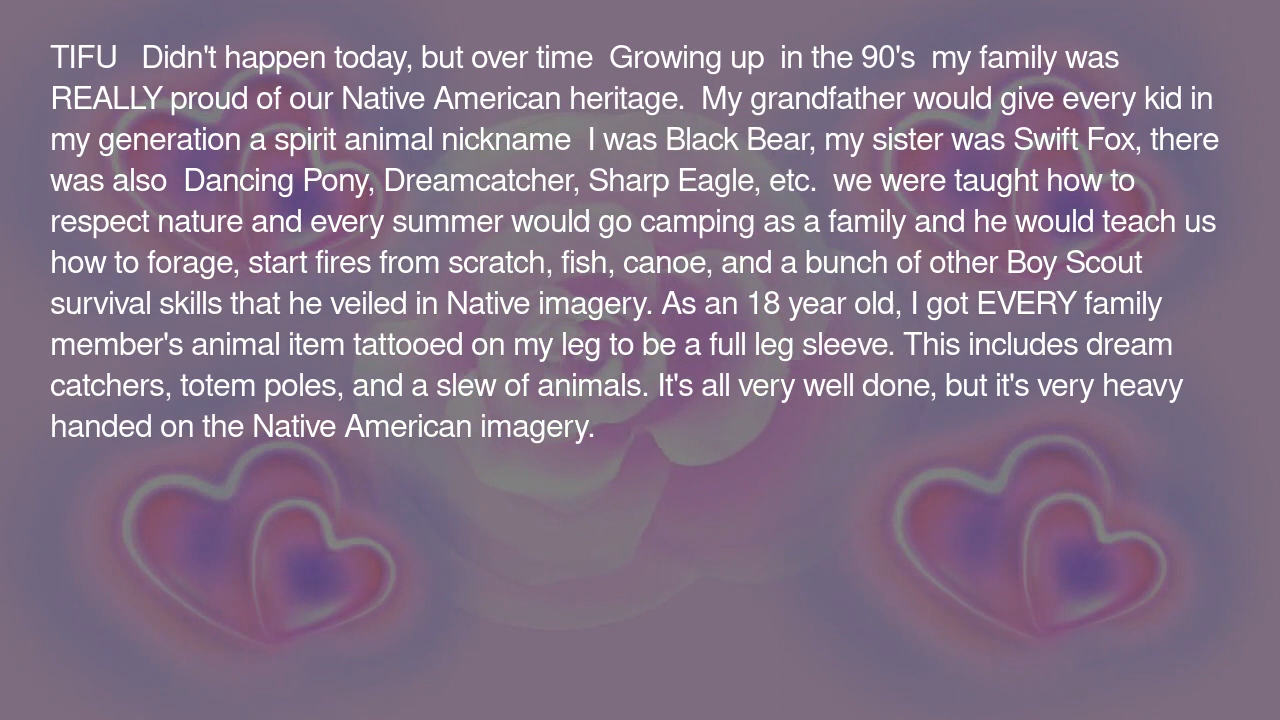 TIFU   Didn't happen today, but over time  Growing up  in the 90's  my family was
REALLY proud of our Native American heritage.  My grandfather would give every kid in
my generation a spirit animal nickname  I was Black Bear, my sister was Swift Fox, there
was also  Dancing Pony, Dreamcatcher, Sharp Eagle, etc.  we were taught how to
respect nature and every summer would go camping as a family and he would teach us
how to forage, start fires from scratch, fish, canoe, and a bunch of other Boy Scout
survival skills that he veiled in Native imagery. As an 18 year old, I got EVERY family
member's animal item tattooed on my leg to be a full leg sleeve. This includes dream
catchers, totem poles, and a slew of animals. It's all very well done, but it's very heavy
handed on the Native American imagery.